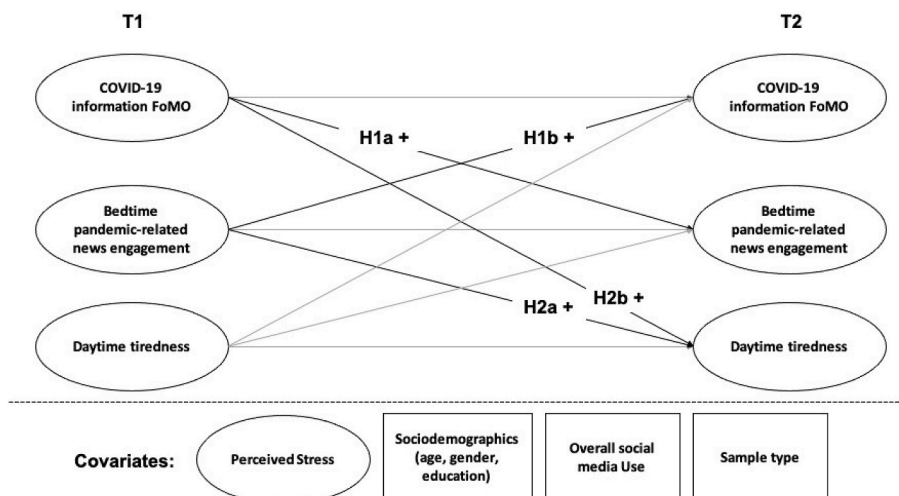 T1
T2
COVID-19
information FoMO
COVID-19
information FoMO
H1a +
H1b +
Bedtime
pandemic-related
news engagement
Bedtime
pandemic-related
news engagement
H2a +
H2b +
Daytime tiredness
Daytime tiredness
Covariates:
Perceived Stress
Sociodemographics
(age, gender,
education)
Overall social
media Use
Sample type